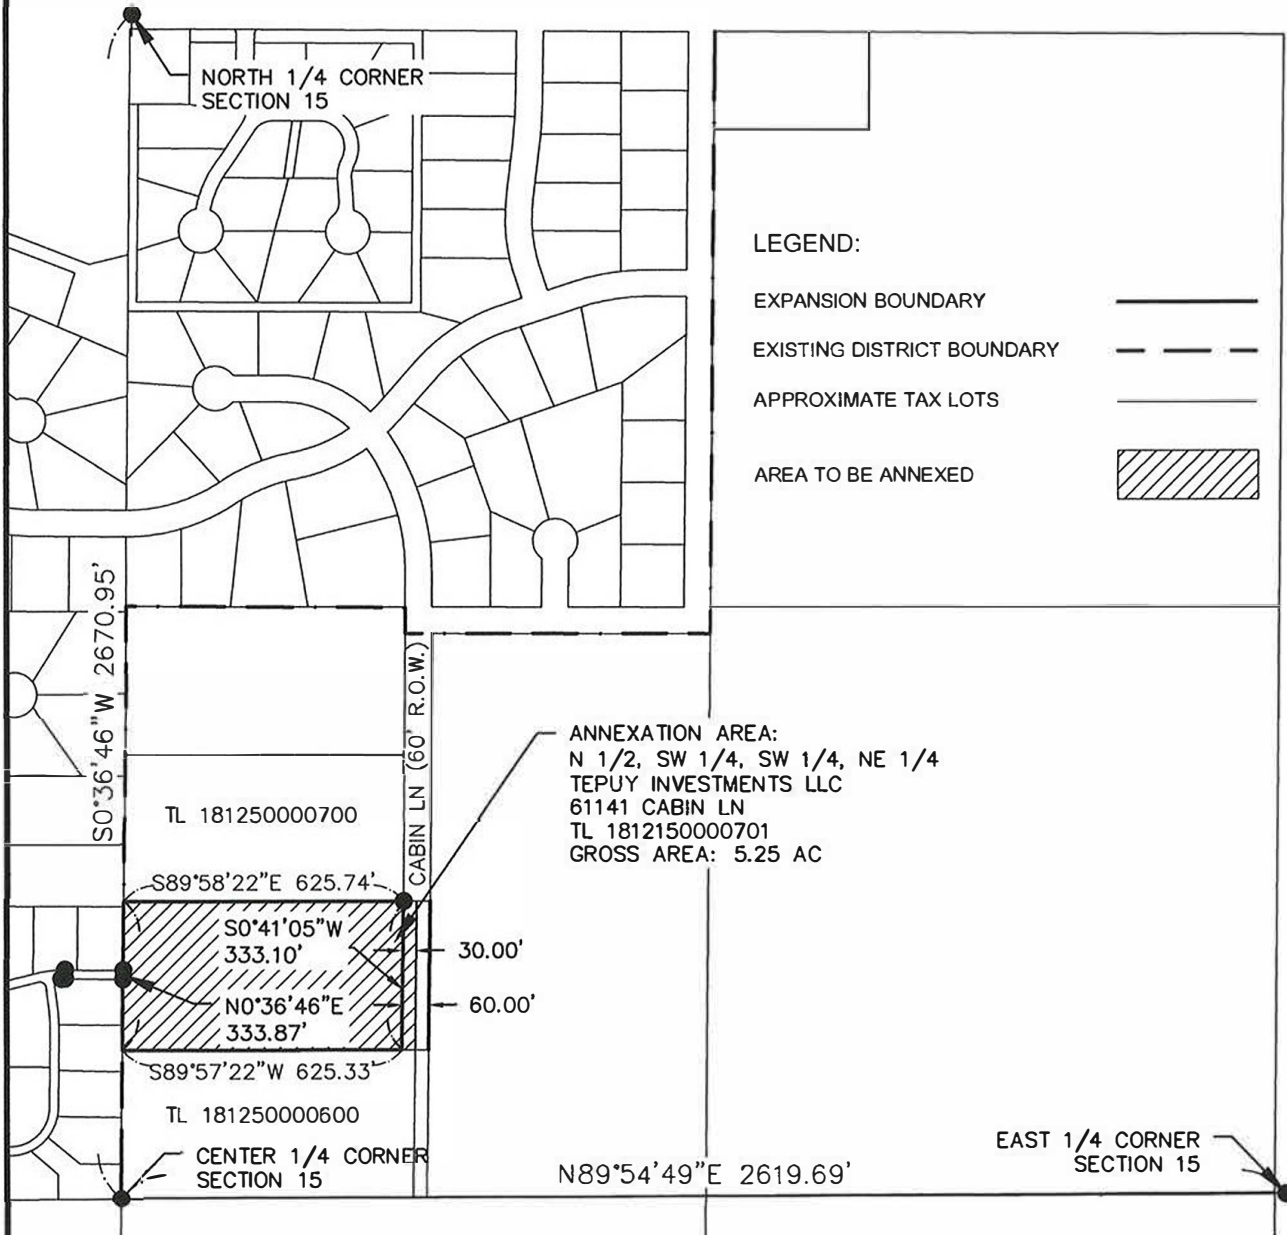 NORTH 1/4 CORNER
SECTION 15
LEGEND:
EXPANSION BOUNDARY
EXISTING DISTRICT BOUNDARY
APPROXIMATE TAX LOTS
AREA TO BE ANNEXED
S0°36'46"W 2670.95'
CABIN LN (60' R.O.W.)
ANNEXATION AREA:
N 1/2, SW 1/4, SW 1/4, NE 1/4
TEPUY INVESTMENTS LLC
61141 CABIN LN
TL 1812150000701
GROSS AREA: 5.25 AC
TL 181250000700
S89°58'22"E 625.74'
S0°41'05"W
333.10'
30.00'
N0°36'46"E
333.87'
60.00'
S89°57'22"W 625.33'
TL 181250000600
CENTER 1/4 CORNER
SECTION 15
N89°54'49"E 2619.69'
EAST 1/4 CORNER
SECTION 15